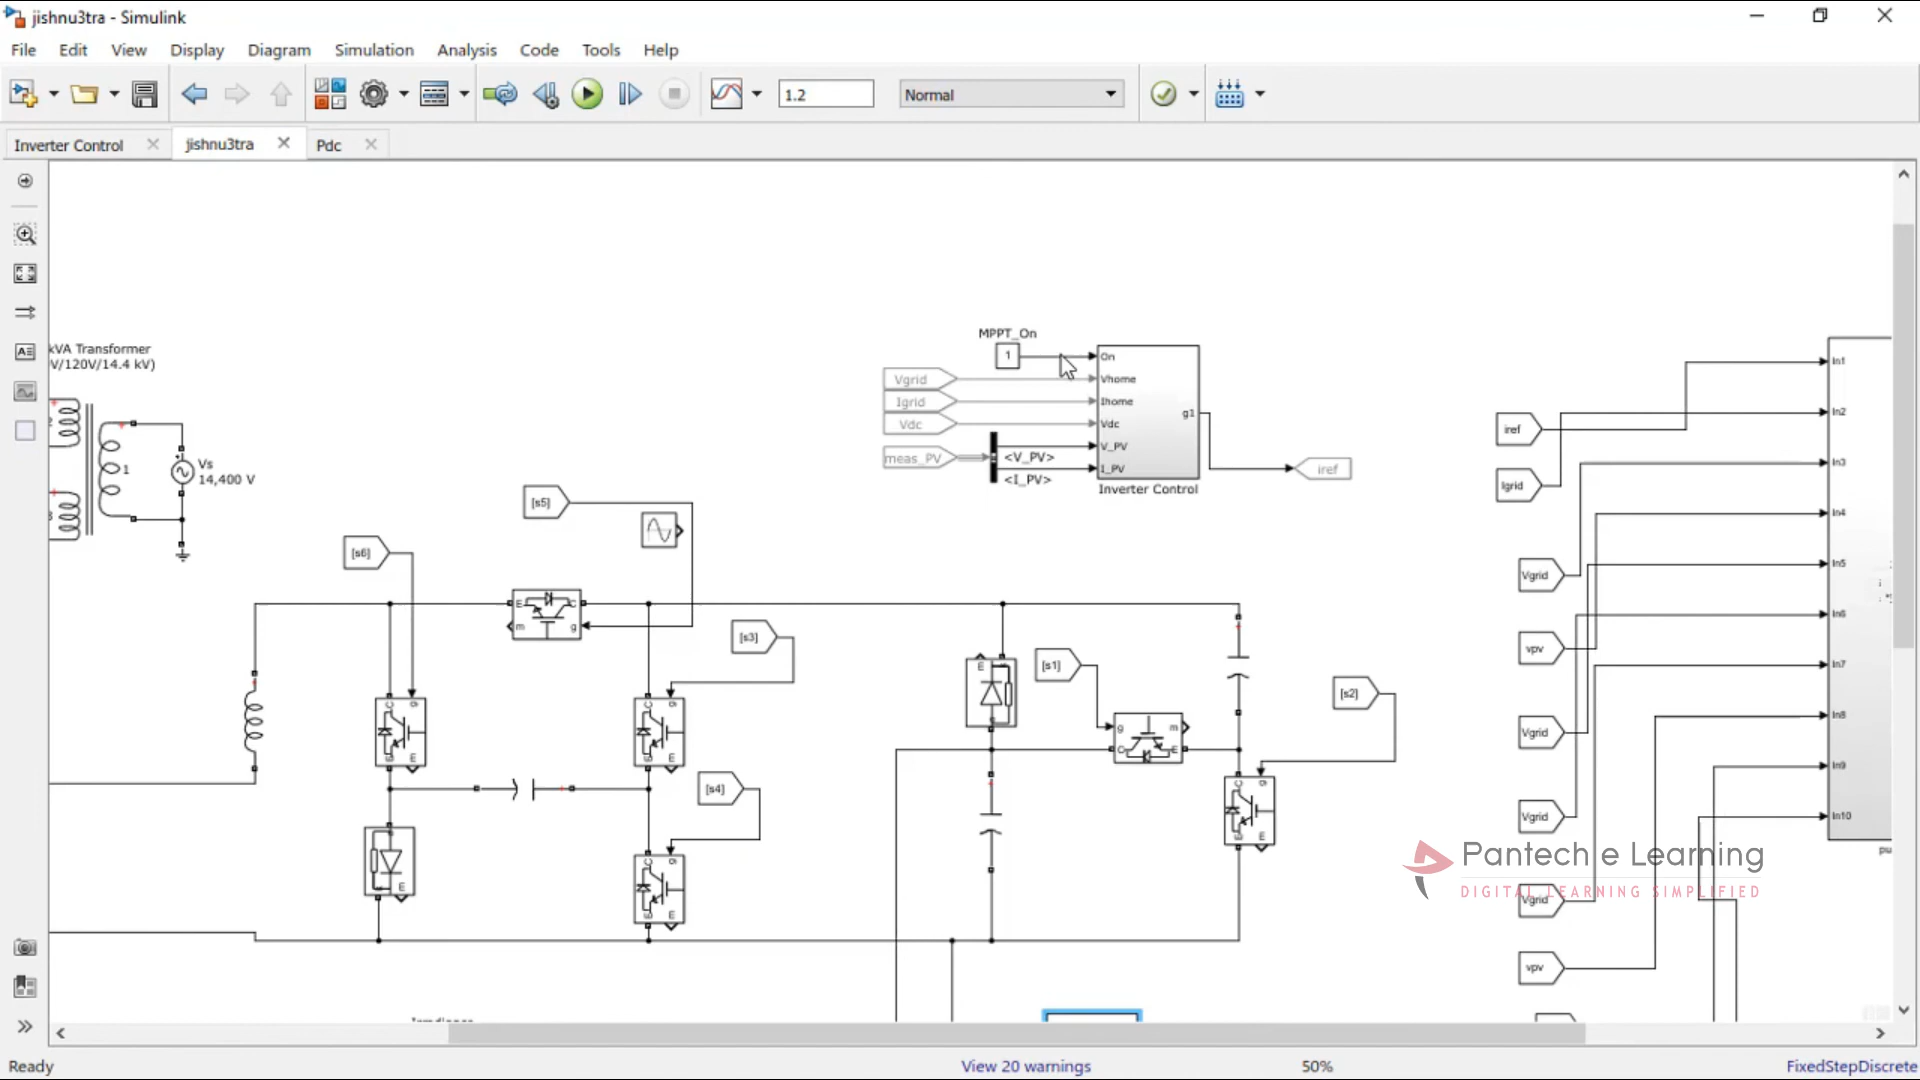 jishnu3tra - Simulink
File Edit View Display Diagram Simulation Analysis Code Tools Help
1.2 Normal
Inverter Control jishnu3tra Pdc
kVA Transformer
V/120V/14.4 kV)
1
Vs
14,400 V
MPPT_On
1
Vgrid
Igrid
Vdc
meas_PV
<V_PV>
<I_PV>
On
Vhome
Ihome
Vdc
V_PV
I_PV
g1
Inverter Control
iref
[s5]
[s6]
E C
m g
[s3]
[s4]
[s1]
[s2]
C g
E m
g m
C E
iref
Igrid
Vgrid
vpv
Vgrid
Vgrid
Vgrid
vpv
In1
In2
In3
In4
In5
In6
In7
In8
In9
In10
pu
Pantech e Learning
DIGITAL LEARNING SIMPLIFIED
Ready View 20 warnings 50% FixedStepDiscrete